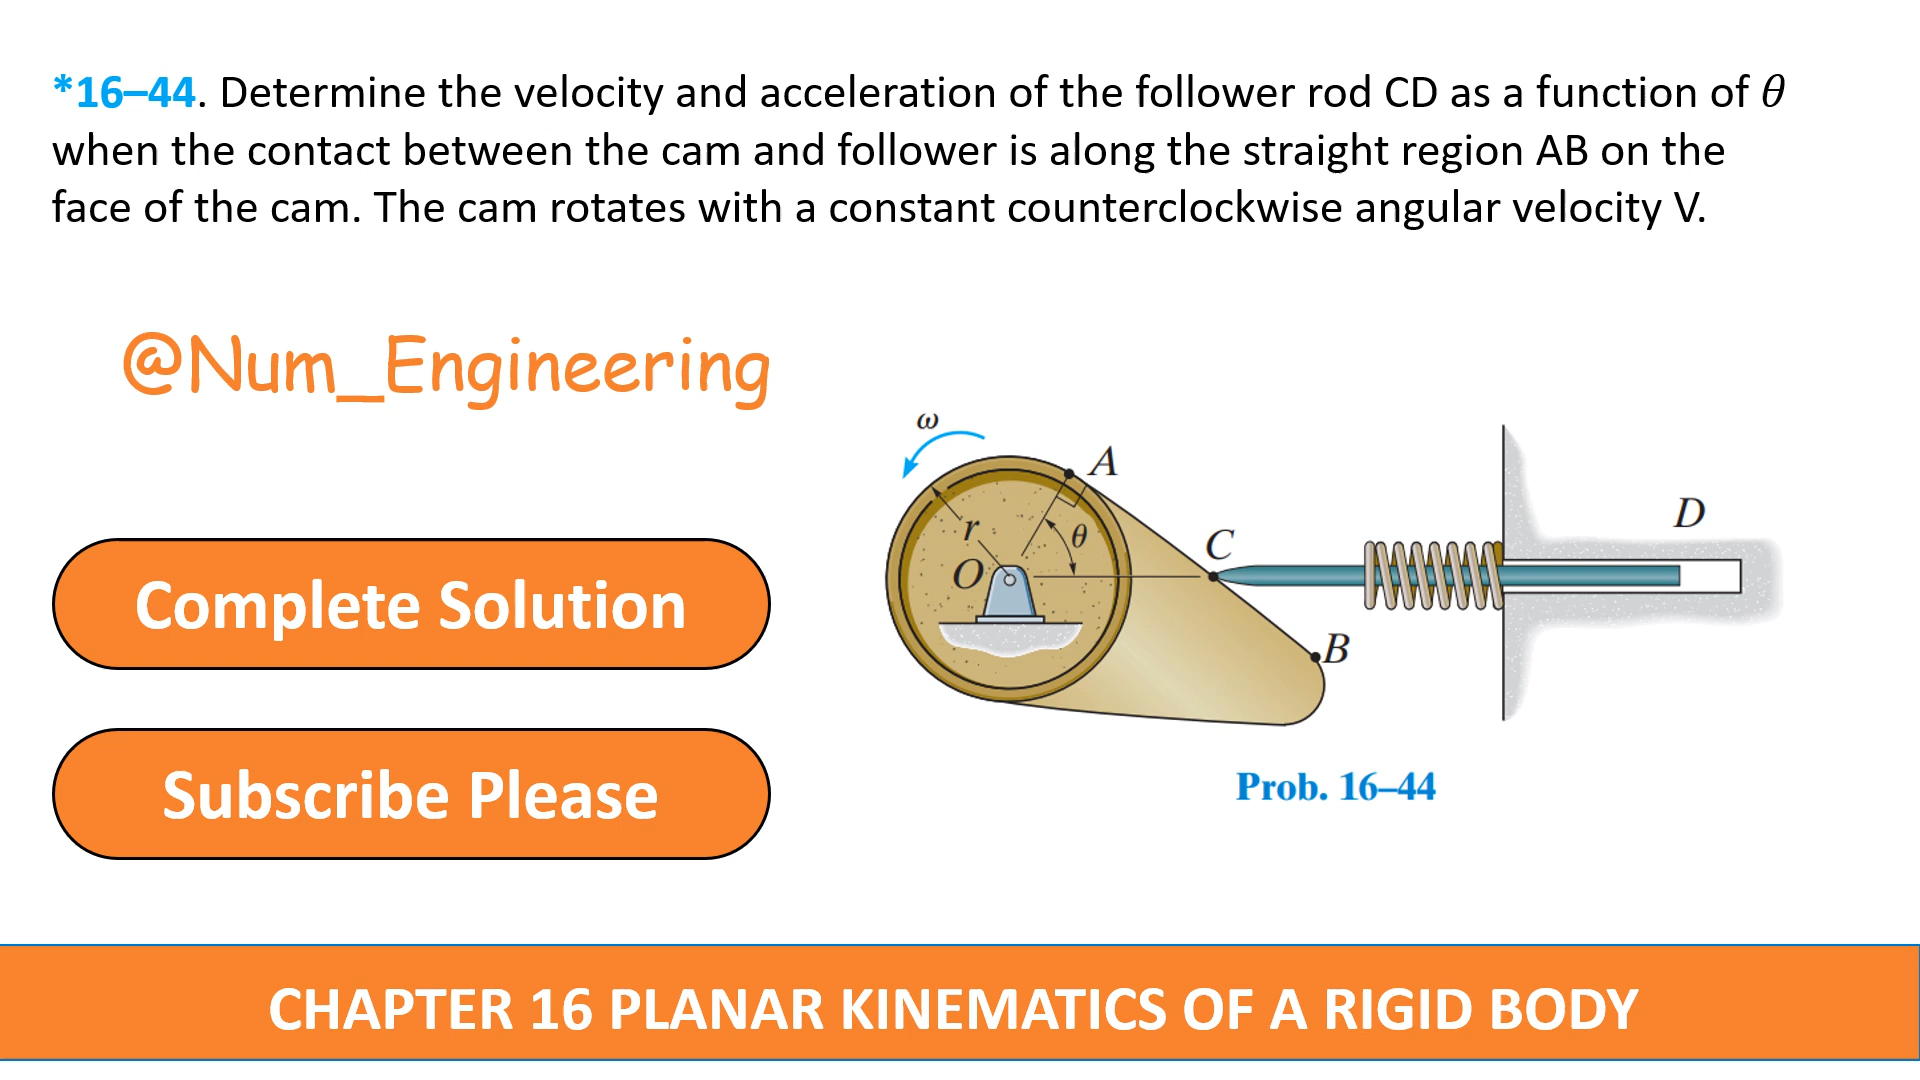 *16–44. Determine the velocity and acceleration of the follower rod CD as a function of θ
when the contact between the cam and follower is along the straight region AB on the
face of the cam. The cam rotates with a constant counterclockwise angular velocity V.
@Num_Engineering
ω
A
r
θ
O
C
D
B
Complete Solution
Subscribe Please
Prob. 16–44
CHAPTER 16 PLANAR KINEMATICS OF A RIGID BODY